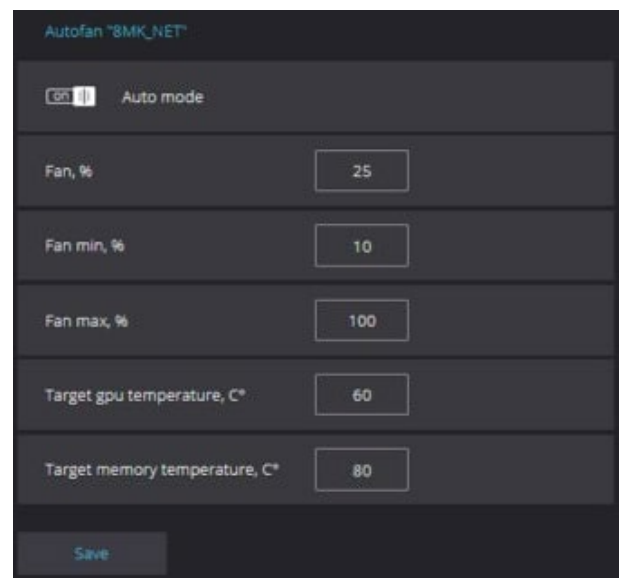 Autofan "8MK_NET"
on Auto mode
Fan, % 25
Fan min, % 10
Fan max, % 100
Target gpu temperature, C° 60
Target memory temperature, C° 80
Save